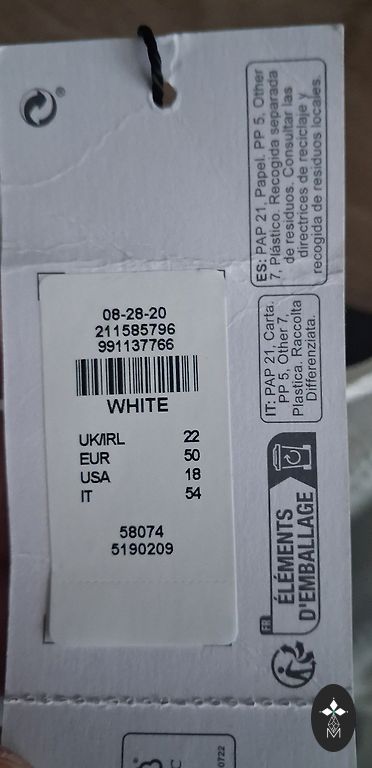 08-28-20
211585796
991137766
WHITE
UK/IRL 22
EUR 50
USA 18
IT 54
58074
5190209
ES: PAP 21, Papel. PP 5, Other
7, Plástico. Recogida separada
de residuos. Consultar las
directrices de reciclaje y
recogida de residuos locales.
IT: PAP 21, Carta.
PP 5, Other 7,
Plastica. Raccolta
Differenziata.
FR
ÉLÉMENTS
D'EMBALLAGE
0722
M